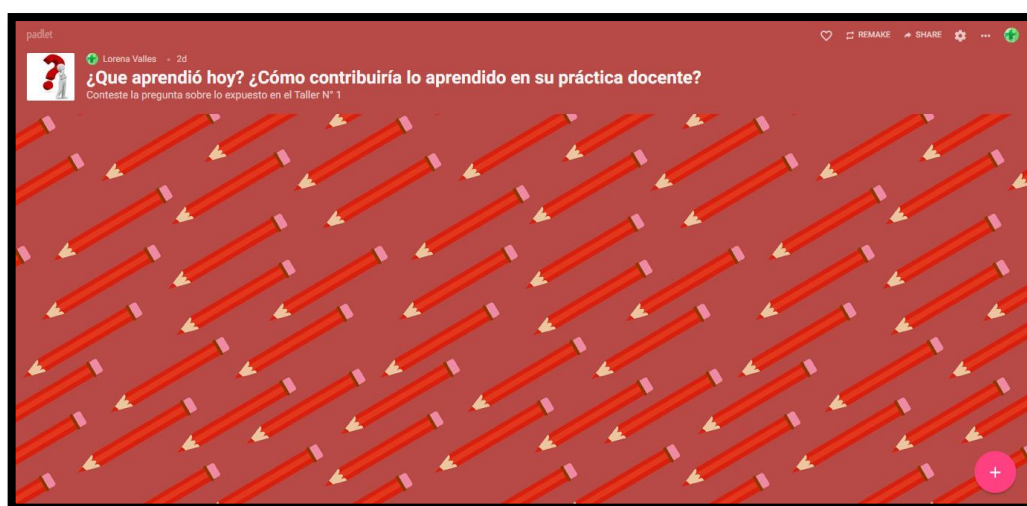 padlet
REMAKE SHARE
Lorena Valles • 2d
¿Que aprendió hoy? ¿Cómo contribuiría lo aprendido en su práctica docente?
Conteste la pregunta sobre lo expuesto en el Taller N° 1